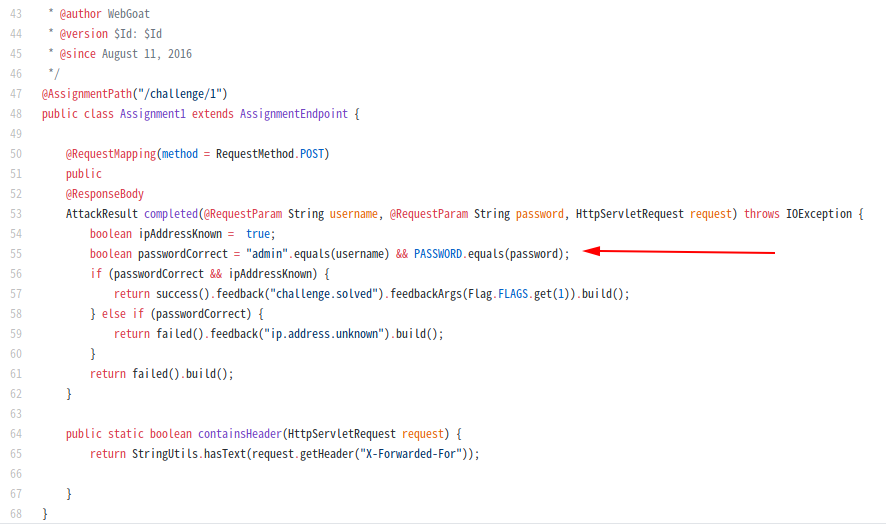 43 * @author WebGoat
44 * @version $Id: $Id
45 * @since August 11, 2016
46 */
47 @AssignmentPath("/challenge/1")
48 public class Assignment1 extends AssignmentEndpoint {
49
50 @RequestMapping(method = RequestMethod.POST)
51 public
52 @ResponseBody
53 AttackResult completed(@RequestParam String username, @RequestParam String password, HttpServletRequest request) throws IOException {
54 boolean ipAddressKnown = true;
55 boolean passwordCorrect = "admin".equals(username) && PASSWORD.equals(password);
56 if (passwordCorrect && ipAddressKnown) {
57 return success().feedback("challenge.solved").feedbackArgs(Flag.FLAGS.get(1)).build();
58 } else if (passwordCorrect) {
59 return failed().feedback("ip.address.unknown").build();
60 }
61 return failed().build();
62 }
63
64 public static boolean containsHeader(HttpServletRequest request) {
65 return StringUtils.hasText(request.getHeader("X-Forwarded-For"));
66
67 }
68 }